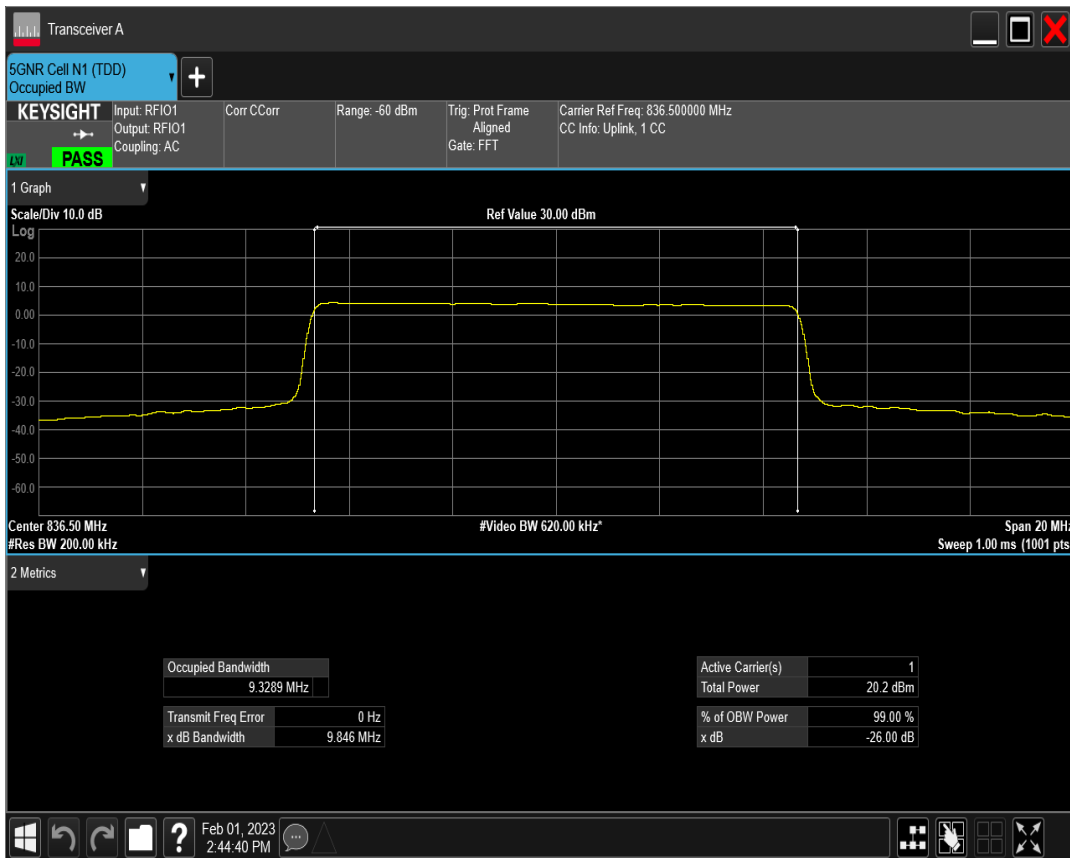 Transceiver A
5GNR Cell N1 (TDD)
Occupied BW
+
KEYSIGHT
LXI
PASS
Input: RFIO1
Output: RFIO1
Coupling: AC
Corr CCorr
Range: -60 dBm
Trig: Prot Frame
Aligned
Gate: FFT
Carrier Ref Freq: 836.500000 MHz
CC Info: Uplink, 1 CC
1 Graph
Scale/Div 10.0 dB
Ref Value 30.00 dBm
Log
20.0
10.0
0.00
-10.0
-20.0
-30.0
-40.0
-50.0
-60.0
Center 836.50 MHz
#Video BW 620.00 kHz*
Span 20 MHz
#Res BW 200.00 kHz
Sweep 1.00 ms (1001 pts
2 Metrics
Occupied Bandwidth
9.3289 MHz
Transmit Freq Error 0 Hz
x dB Bandwidth 9.846 MHz
Active Carrier(s) 1
Total Power 20.2 dBm
% of OBW Power 99.00 %
x dB -26.00 dB
?
Feb 01, 2023
2:44:40 PM